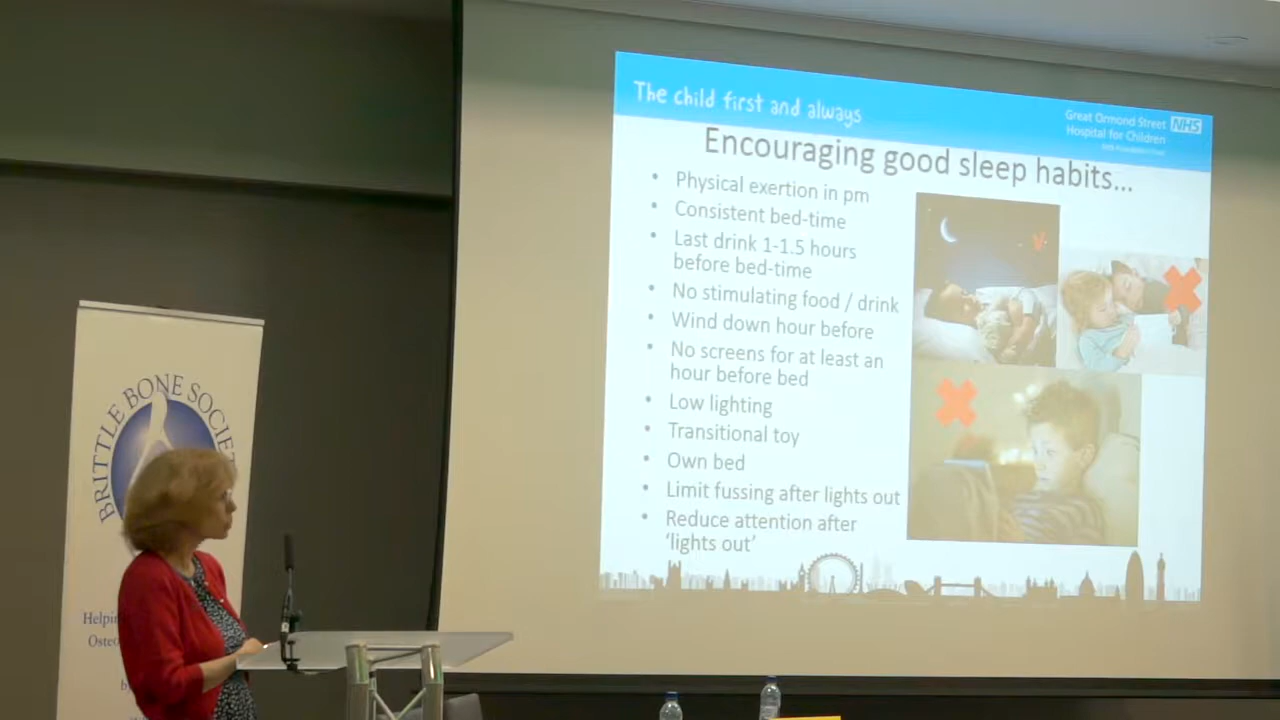 The child first and always
Great Ormond Street NHS
Hospital for Children
Encouraging good sleep habits...
• Physical exertion in pm
• Consistent bed-time
• Last drink 1-1.5 hours
before bed-time
• No stimulating food / drink
• Wind down hour before
• No screens for at least an
hour before bed
• Low lighting
• Transitional toy
• Own bed
• Limit fussing after lights out
• Reduce attention after
'lights out'
BRITTLE BONE SOCIET
Helpin
Osteo